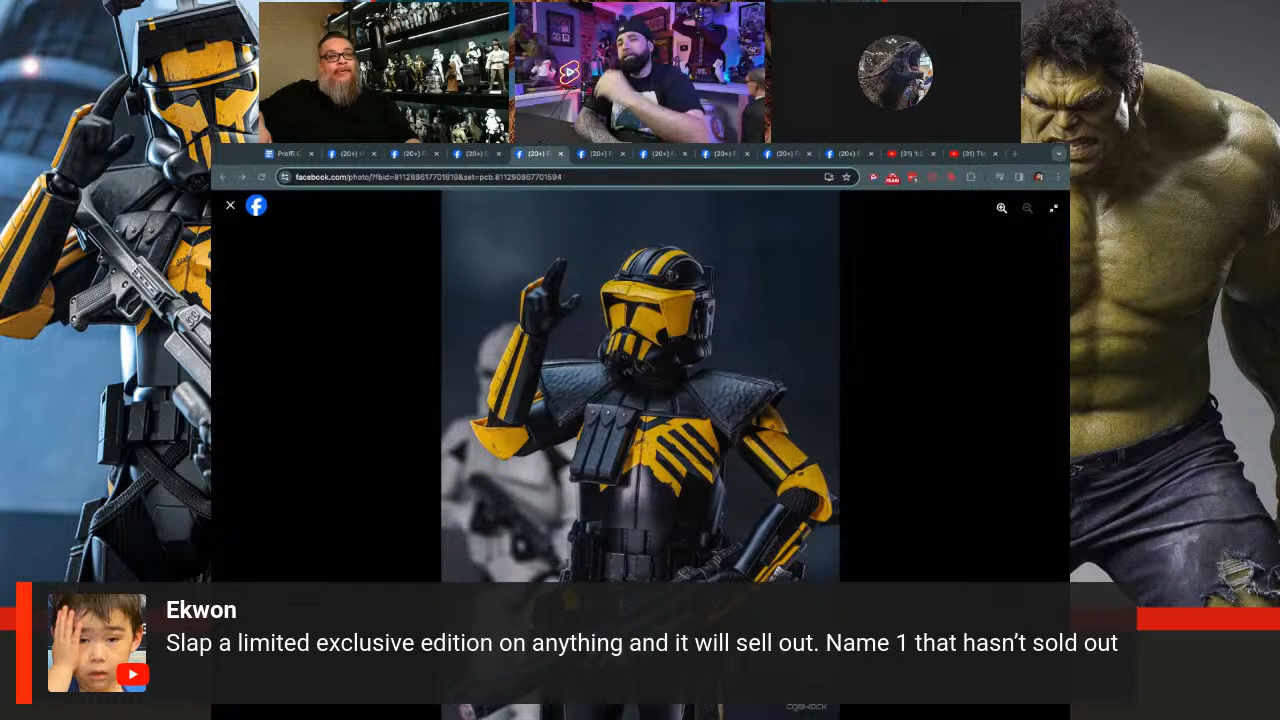 facebook.com/photo/?fbid=811288617701819&set=pcb.811290867701594
Ekwon
Slap a limited exclusive edition on anything and it will sell out. Name 1 that hasn't sold out